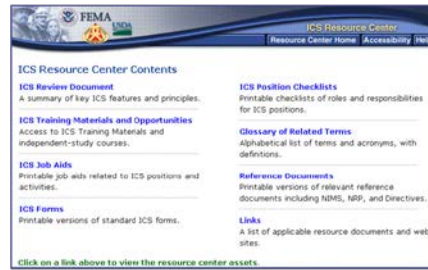 FEMA
USDA
ICS Resource Center
Resource Center Home Accessibility Hel
ICS Resource Center Contents
ICS Review Document
A summary of key ICS features and principles.
ICS Training Materials and Opportunities
Access to ICS Training Materials and
independent-study courses.
ICS Job Aids
Printable job aids related to ICS positions and
activities.
ICS Forms
Printable versions of standard ICS forms.
ICS Position Checklists
Printable checklists of roles and responsibilities
for ICS positions.
Glossary of Related Terms
Alphabetical list of terms and acronyms, with
definitions.
Reference Documents
Printable versions of relevant reference
documents including NIMS, NRP, and Directives.
Links
A list of applicable resource documents and web
sites.
Click on a link above to view the resource center assets.